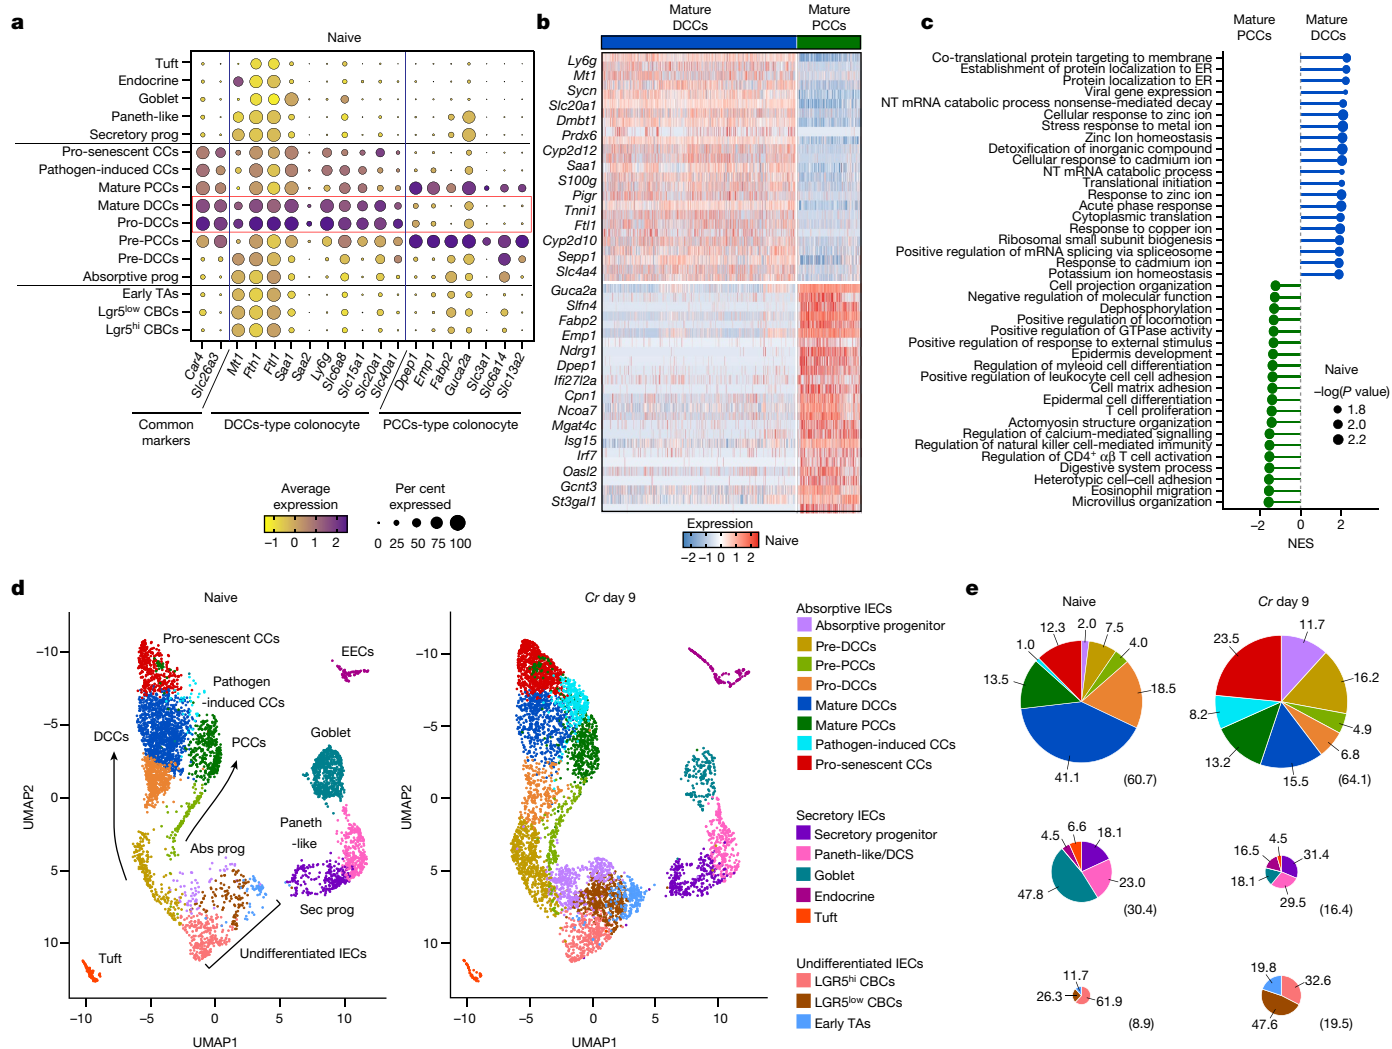 a
Naive
Tuft
Endocrine
Goblet
Paneth-like
Secretory prog
Pro-senescent CCs
Pathogen-induced CCs
Mature PCCs
Mature DCCs
Pro-DCCs
Pre-PCCs
Pre-DCCs
Absorptive prog
Early TAs
Lgr5low CBCs
Lgr5hi CBCs
Car4
Slc26a3
Mt1
Fth1
Ftl1
Saa1
Saa2
Ly6g
Slc6a8
Slc15a1
Slc20a1
Slc40a1
Dpep1
Emp1
Fabp2
Guca2a
Slc3a1
Slc6a14
Slc13a2
Common
markers
DCCs-type colonocyte
PCCs-type colonocyte
Average
expression
−1 0 1 2
Per cent
expressed
0 25 50 75 100
b
Mature
DCCs
Mature
PCCs
Ly6g
Mt1
Sycn
Slc20a1
Dmbt1
Prdx6
Cyp2d12
Saa1
S100g
Pigr
Tnni1
Ftl1
Cyp2d10
Sepp1
Slc4a4
Guca2a
Slfn4
Fabp2
Emp1
Ndrg1
Dpep1
Ifi27l2a
Cpn1
Ncoa7
Mgat4c
Isg15
Irf7
Oasl2
Gcnt3
St3gal1
Expression
Naive
−2 −1 0 1 2
c
Mature
PCCs
Mature
DCCs
Co-translational protein targeting to membrane
Establishment of protein localization to ER
Protein localization to ER
Viral gene expression
NT mRNA catabolic process nonsense-mediated decay
Cellular response to zinc ion
Stress response to metal ion
Zinc Ion homeostasis
Detoxification of inorganic compound
Cellular response to cadmium ion
NT mRNA catabolic process
Translational initiation
Response to zinc ion
Acute phase response
Cytoplasmic translation
Response to copper ion
Ribosomal small subunit biogenesis
Positive regulation of mRNA splicing via spliceosome
Response to cadmium ion
Potassium ion homeostasis
Cell projection organization
Negative regulation of molecular function
Dephosphorylation
Positive regulation of locomotion
Positive regulation of GTPase activity
Positive regulation of response to external stimulus
Epidermis development
Regulation of myeloid cell differentiation
Positive regulation of leukocyte cell cell adhesion
Cell matrix adhesion
Epidermal cell differentiation
T cell proliferation
Actomyosin structure organization
Regulation of calcium-mediated signalling
Regulation of natural killer cell-mediated immunity
Regulation of CD4+ αβ T cell activation
Digestive system process
Heterotypic cell–cell adhesion
Eosinophil migration
Microvillus organization
−2 0 2
NES
Naive
−log(P value)
1.8
2.0
2.2
d
Naive
−10
−5
0
5
10
UMAP2
−10 −5 0 5 10
UMAP1
Pro-senescent CCs
EECs
Pathogen
-induced CCs
DCCs
PCCs
Goblet
Paneth
-like
Abs prog
Sec prog
Undifferentiated IECs
Tuft
Cr day 9
−10
−5
0
5
10
UMAP2
−10 −5 0 5 10
UMAP1
Absorptive IECs
Absorptive progenitor
Pre-DCCs
Pre-PCCs
Pro-DCCs
Mature DCCs
Mature PCCs
Pathogen-induced CCs
Pro-senescent CCs
Secretory IECs
Secretory progenitor
Paneth-like/DCS
Goblet
Endocrine
Tuft
Undifferentiated IECs
LGR5hi CBCs
LGR5low CBCs
Early TAs
e
Naive
2.0
7.5
4.0
18.5
41.1
13.5
1.0
12.3
(60.7)
Cr day 9
11.7
16.2
4.9
6.8
15.5
13.2
8.2
23.5
(64.1)
6.6
18.1
4.5
23.0
47.8
(30.4)
4.5
31.4
16.5
18.1
29.5
(16.4)
11.7
26.3
61.9
(8.9)
19.8
32.6
47.6
(19.5)